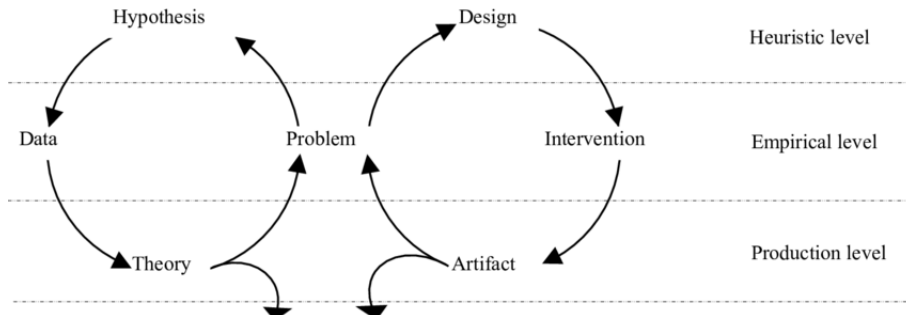 Hypothesis
Design
Heuristic level
Data
Problem
Intervention
Empirical level
Theory
Artifact
Production level